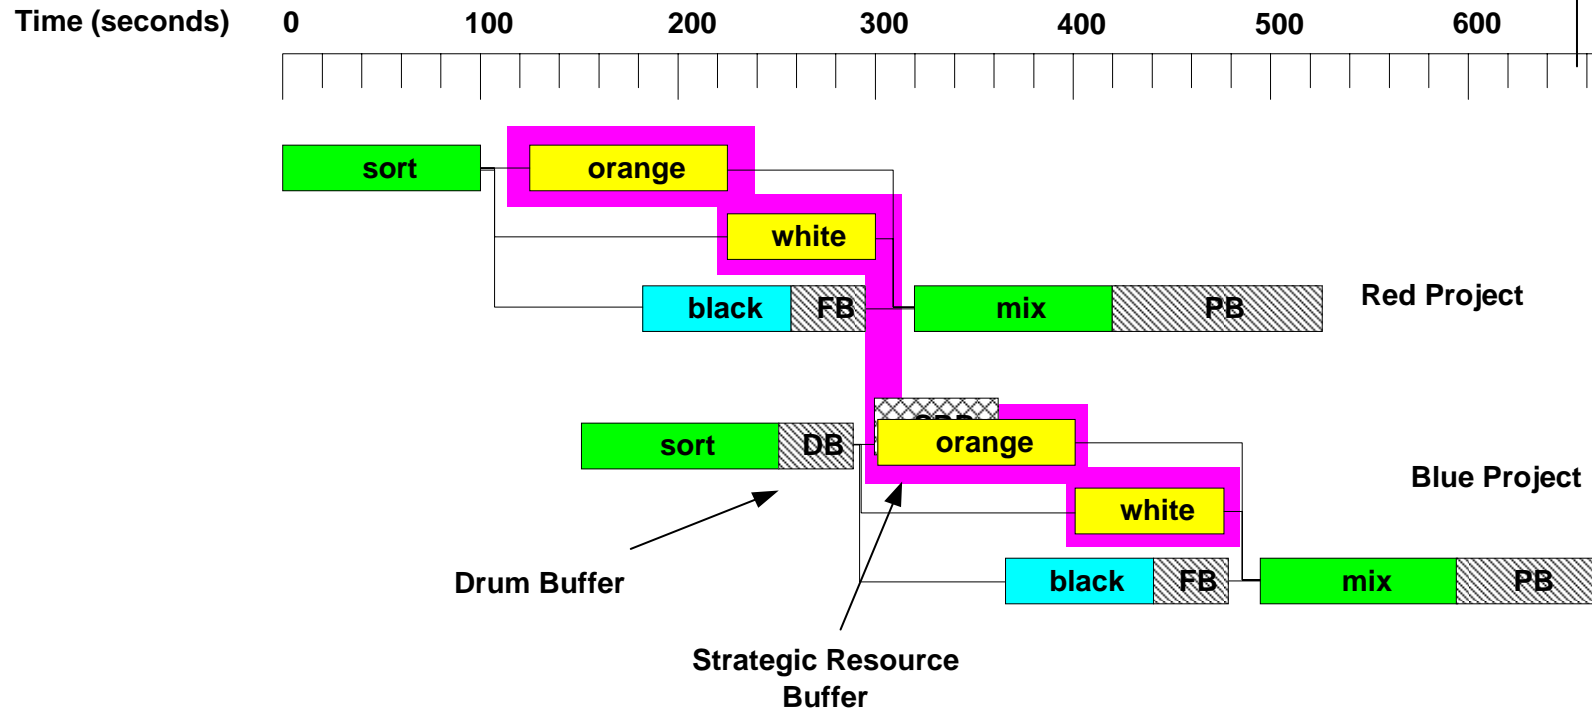 Time (seconds) 0 100 200 300 400 500 600
sort orange
white
black FB mix PB Red Project
sort DB orange
Blue Project
white
black FB mix PB
Drum Buffer
Strategic Resource
Buffer